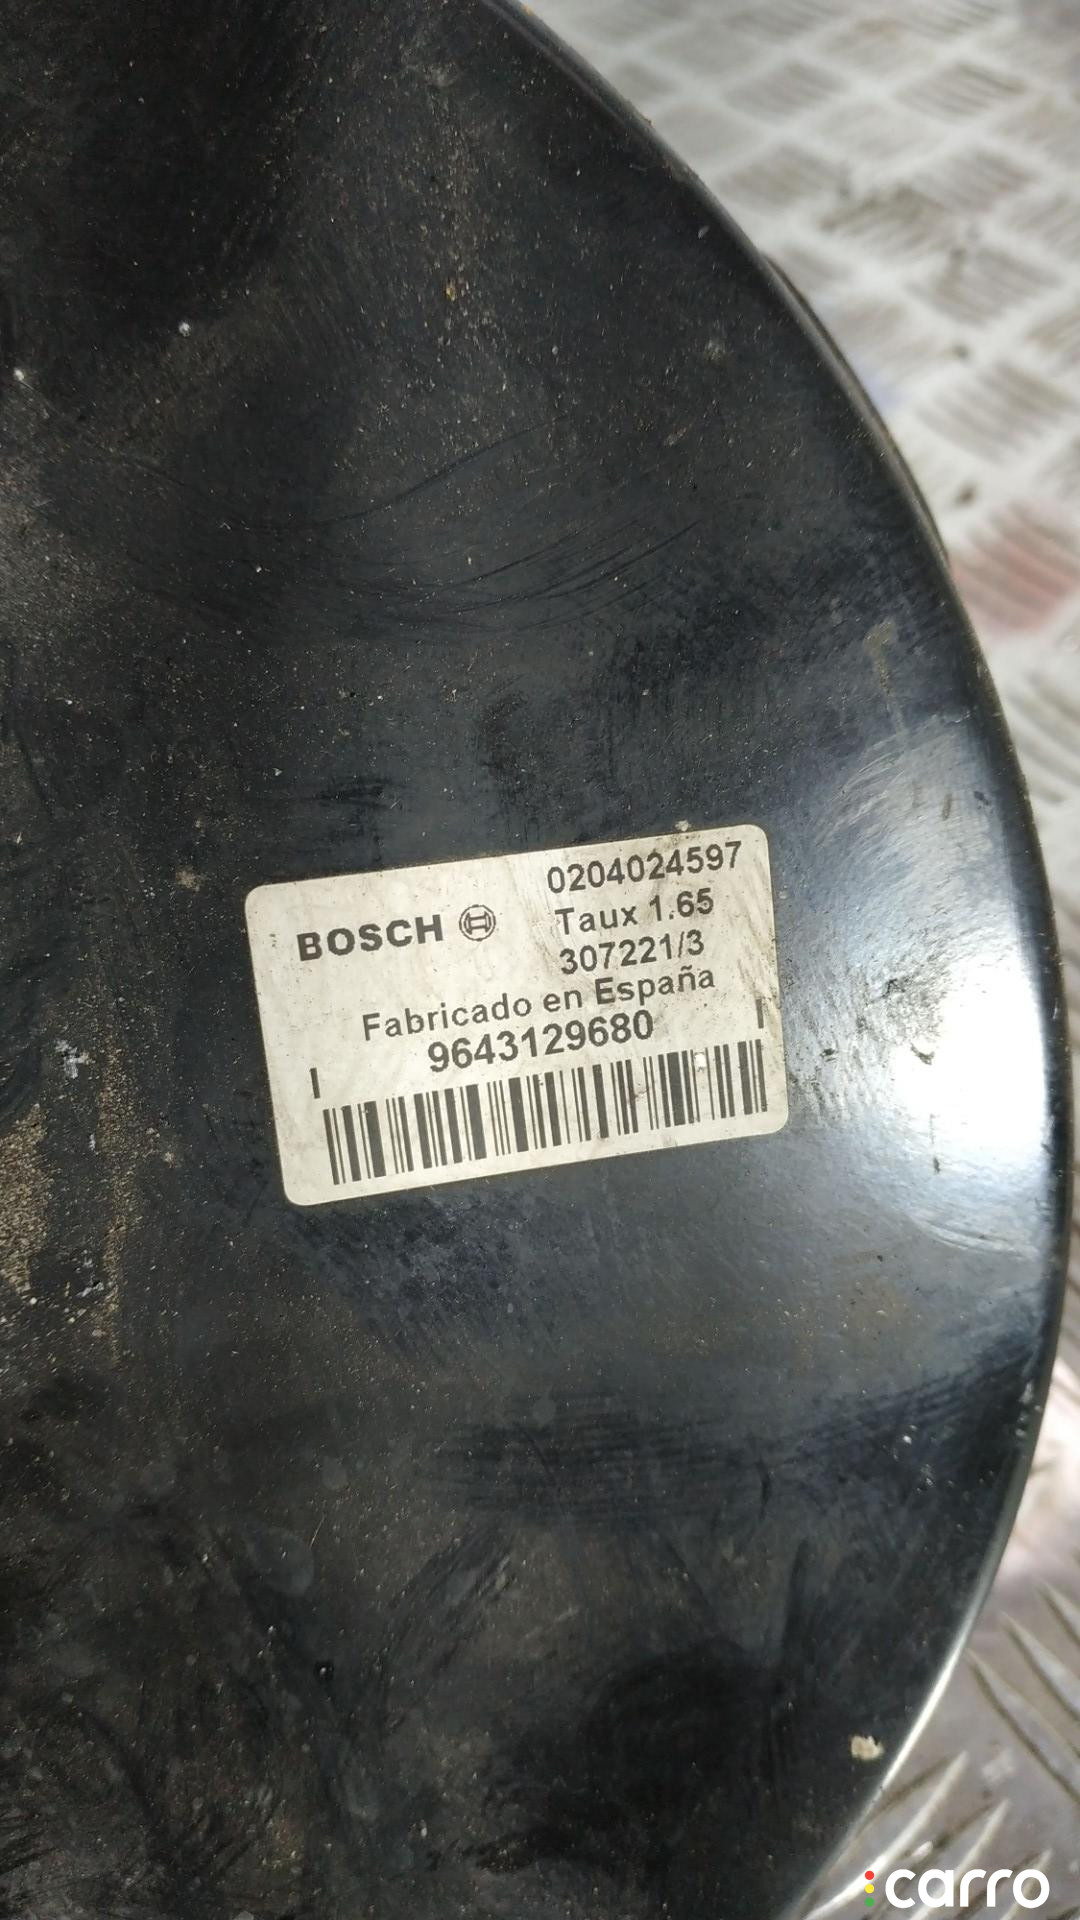 0204024597
BOSCH
Taux 1.65
307221/3
Fabricado en España
9643129680
carro